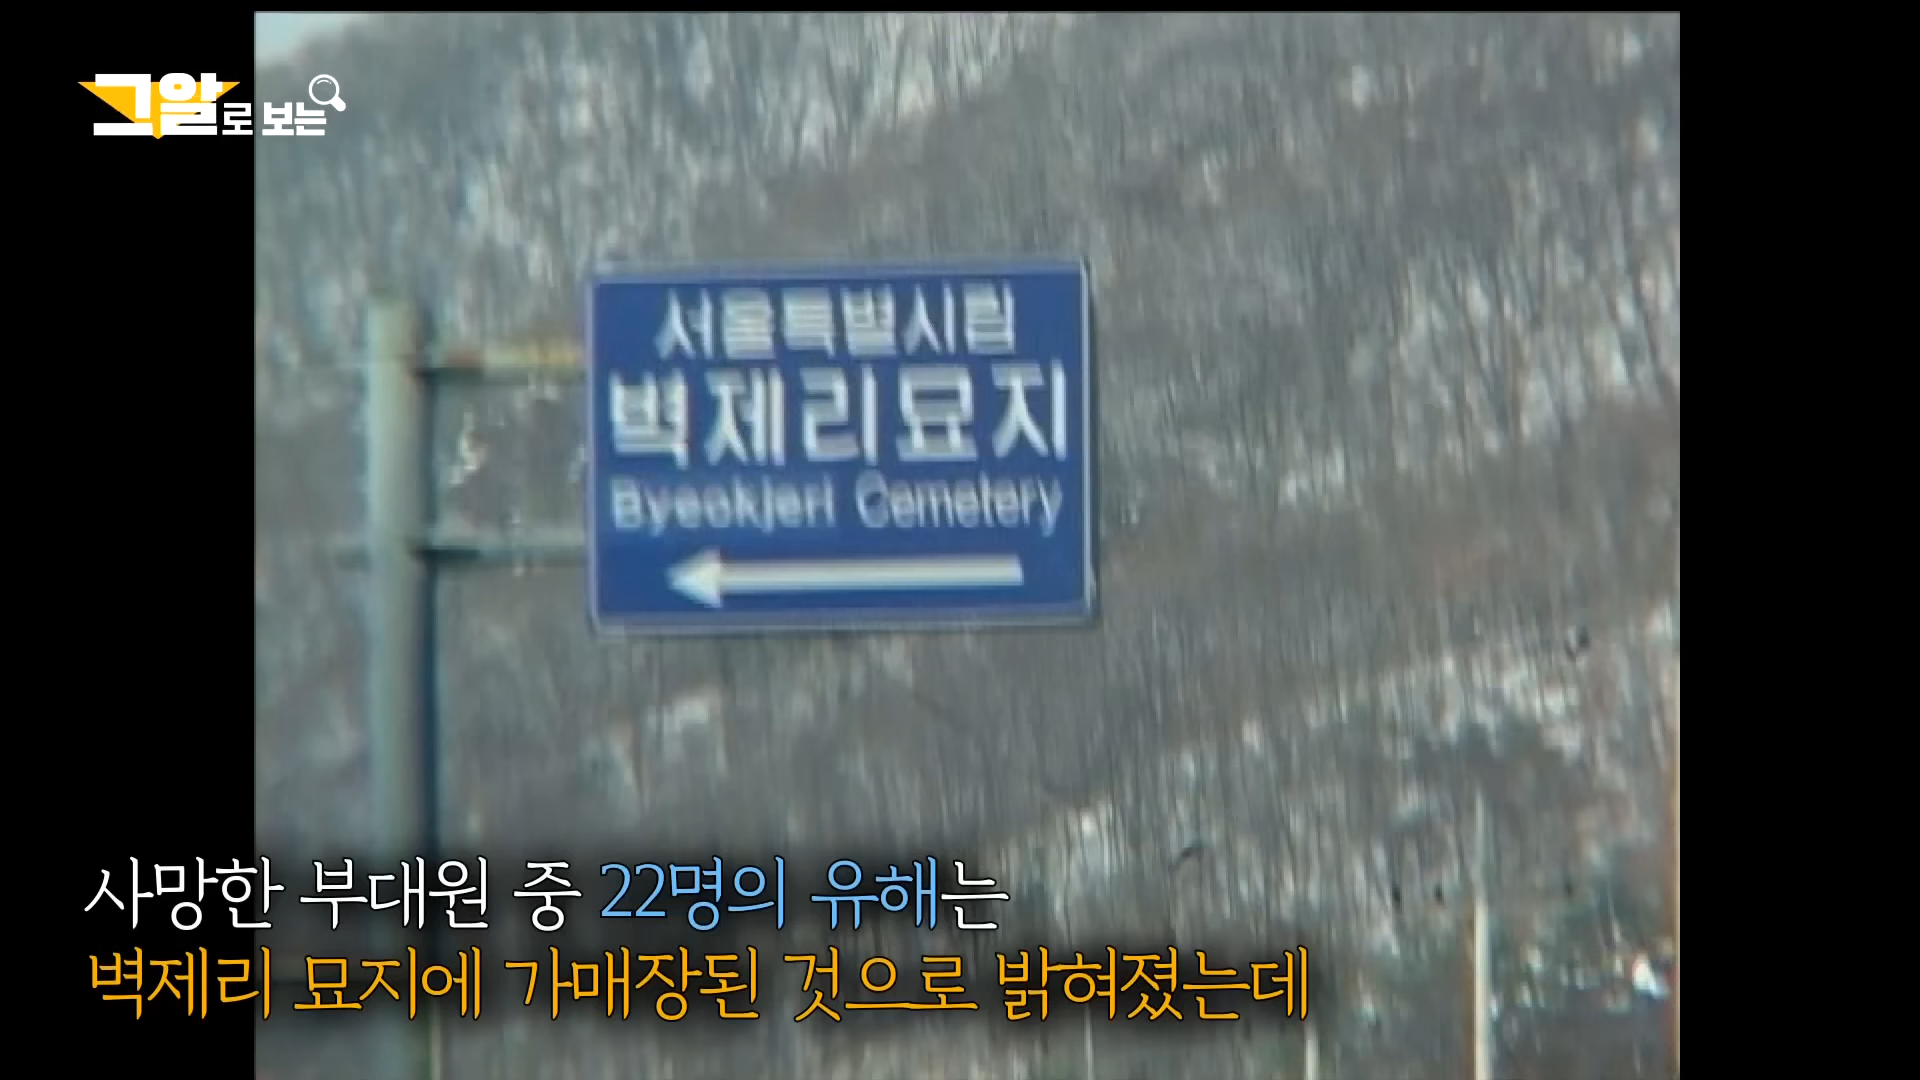 그알로 보는
서울특별시립
벽제리묘지
Byeokjeri Cemetery
사망한 부대원 중 22명의 유해는
벽제리 묘지에 가매장된 것으로 밝혀졌는데